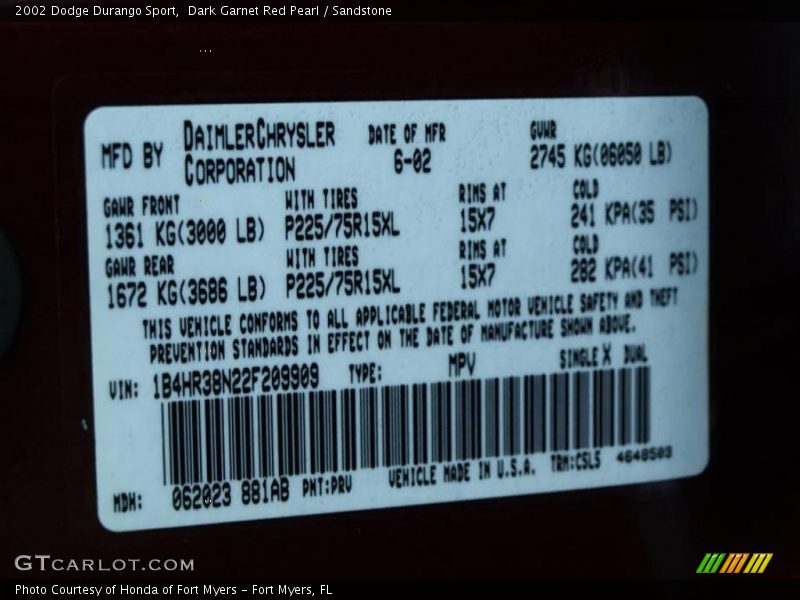 2002 Dodge Durango Sport,  Dark Garnet Red Pearl / Sandstone
MFD BY DAIMLERCHRYSLER CORPORATION
DATE OF MFR
6-02
GVWR
2745 KG(06050 LB)
GAWR FRONT WITH TIRES RIMS AT COLD
1361 KG(3000 LB) P225/75R15XL 15X7 241 KPA(35 PSI)
GAWR REAR WITH TIRES RIMS AT COLD
1672 KG(3686 LB) P225/75R15XL 15X7 282 KPA(41 PSI)
THIS VEHICLE CONFORMS TO ALL APPLICABLE FEDERAL MOTOR VEHICLE SAFETY AND THEFT
PREVENTION STANDARDS IN EFFECT ON THE DATE OF MANUFACTURE SHOWN ABOVE.
VIN: 1B4HR38N22F209909 TYPE: MPV SINGLE X DUAL
MDH: 062023 881AB PNT:PRV VEHICLE MADE IN U.S.A. TRM:CSLS 4648503
GTCARLOT.COM
Photo Courtesy of Honda of Fort Myers - Fort Myers, FL